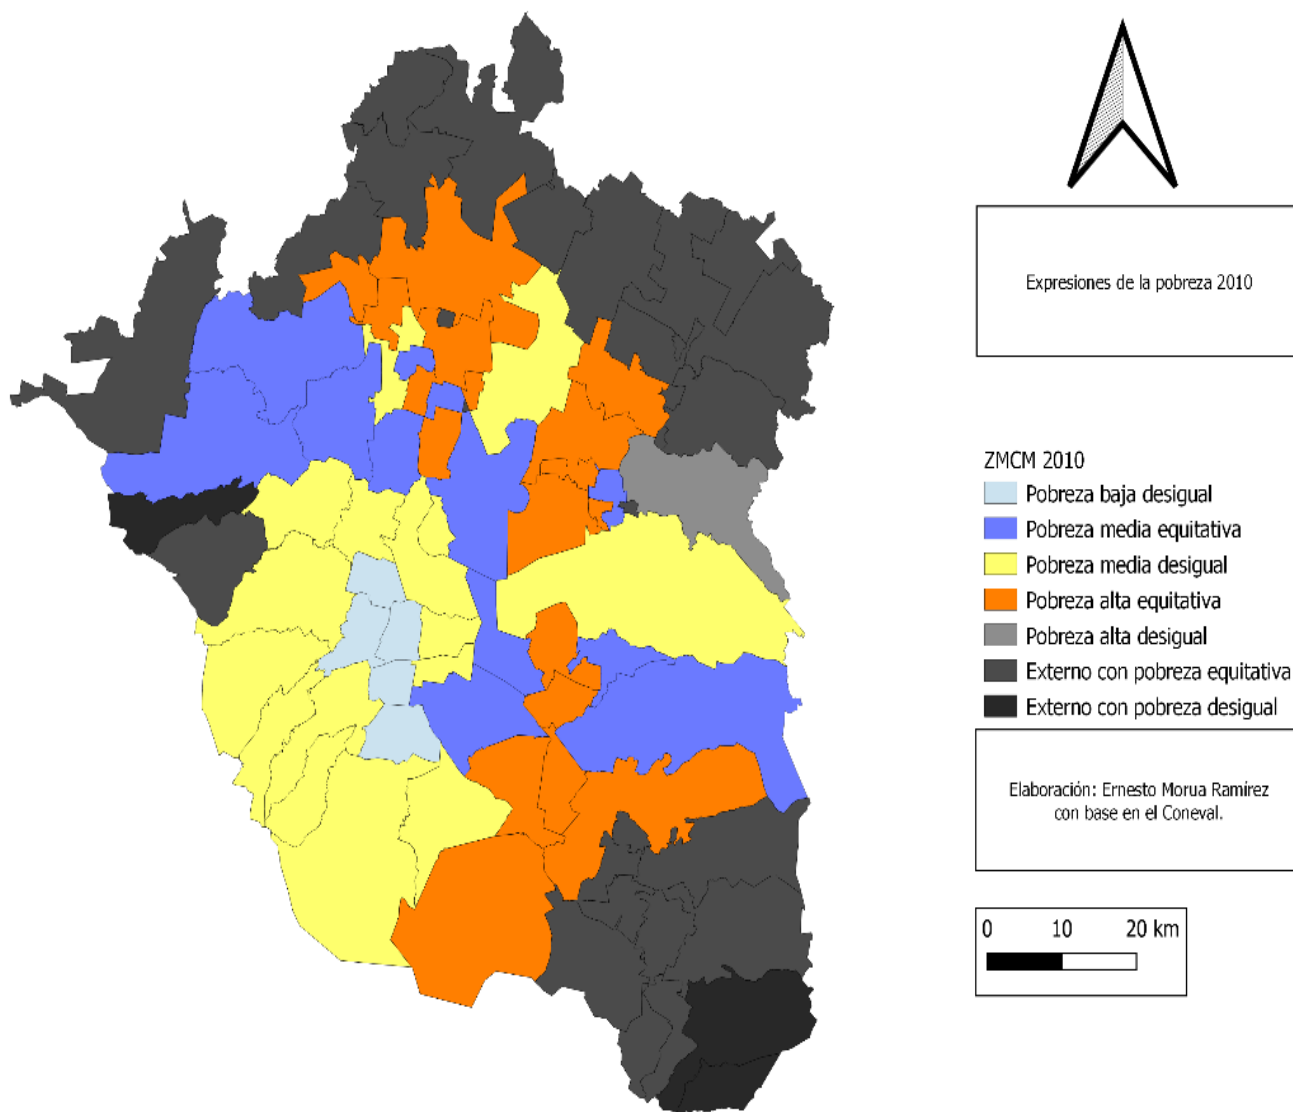 Expresiones de la pobreza 2010
ZMCM 2010
Pobreza baja desigual
Pobreza media equitativa
Pobreza media desigual
Pobreza alta equitativa
Pobreza alta desigual
Externo con pobreza equitativa
Externo con pobreza desigual
Elaboración: Ernesto Morua Ramírez
con base en el Coneval.
0 10 20 km